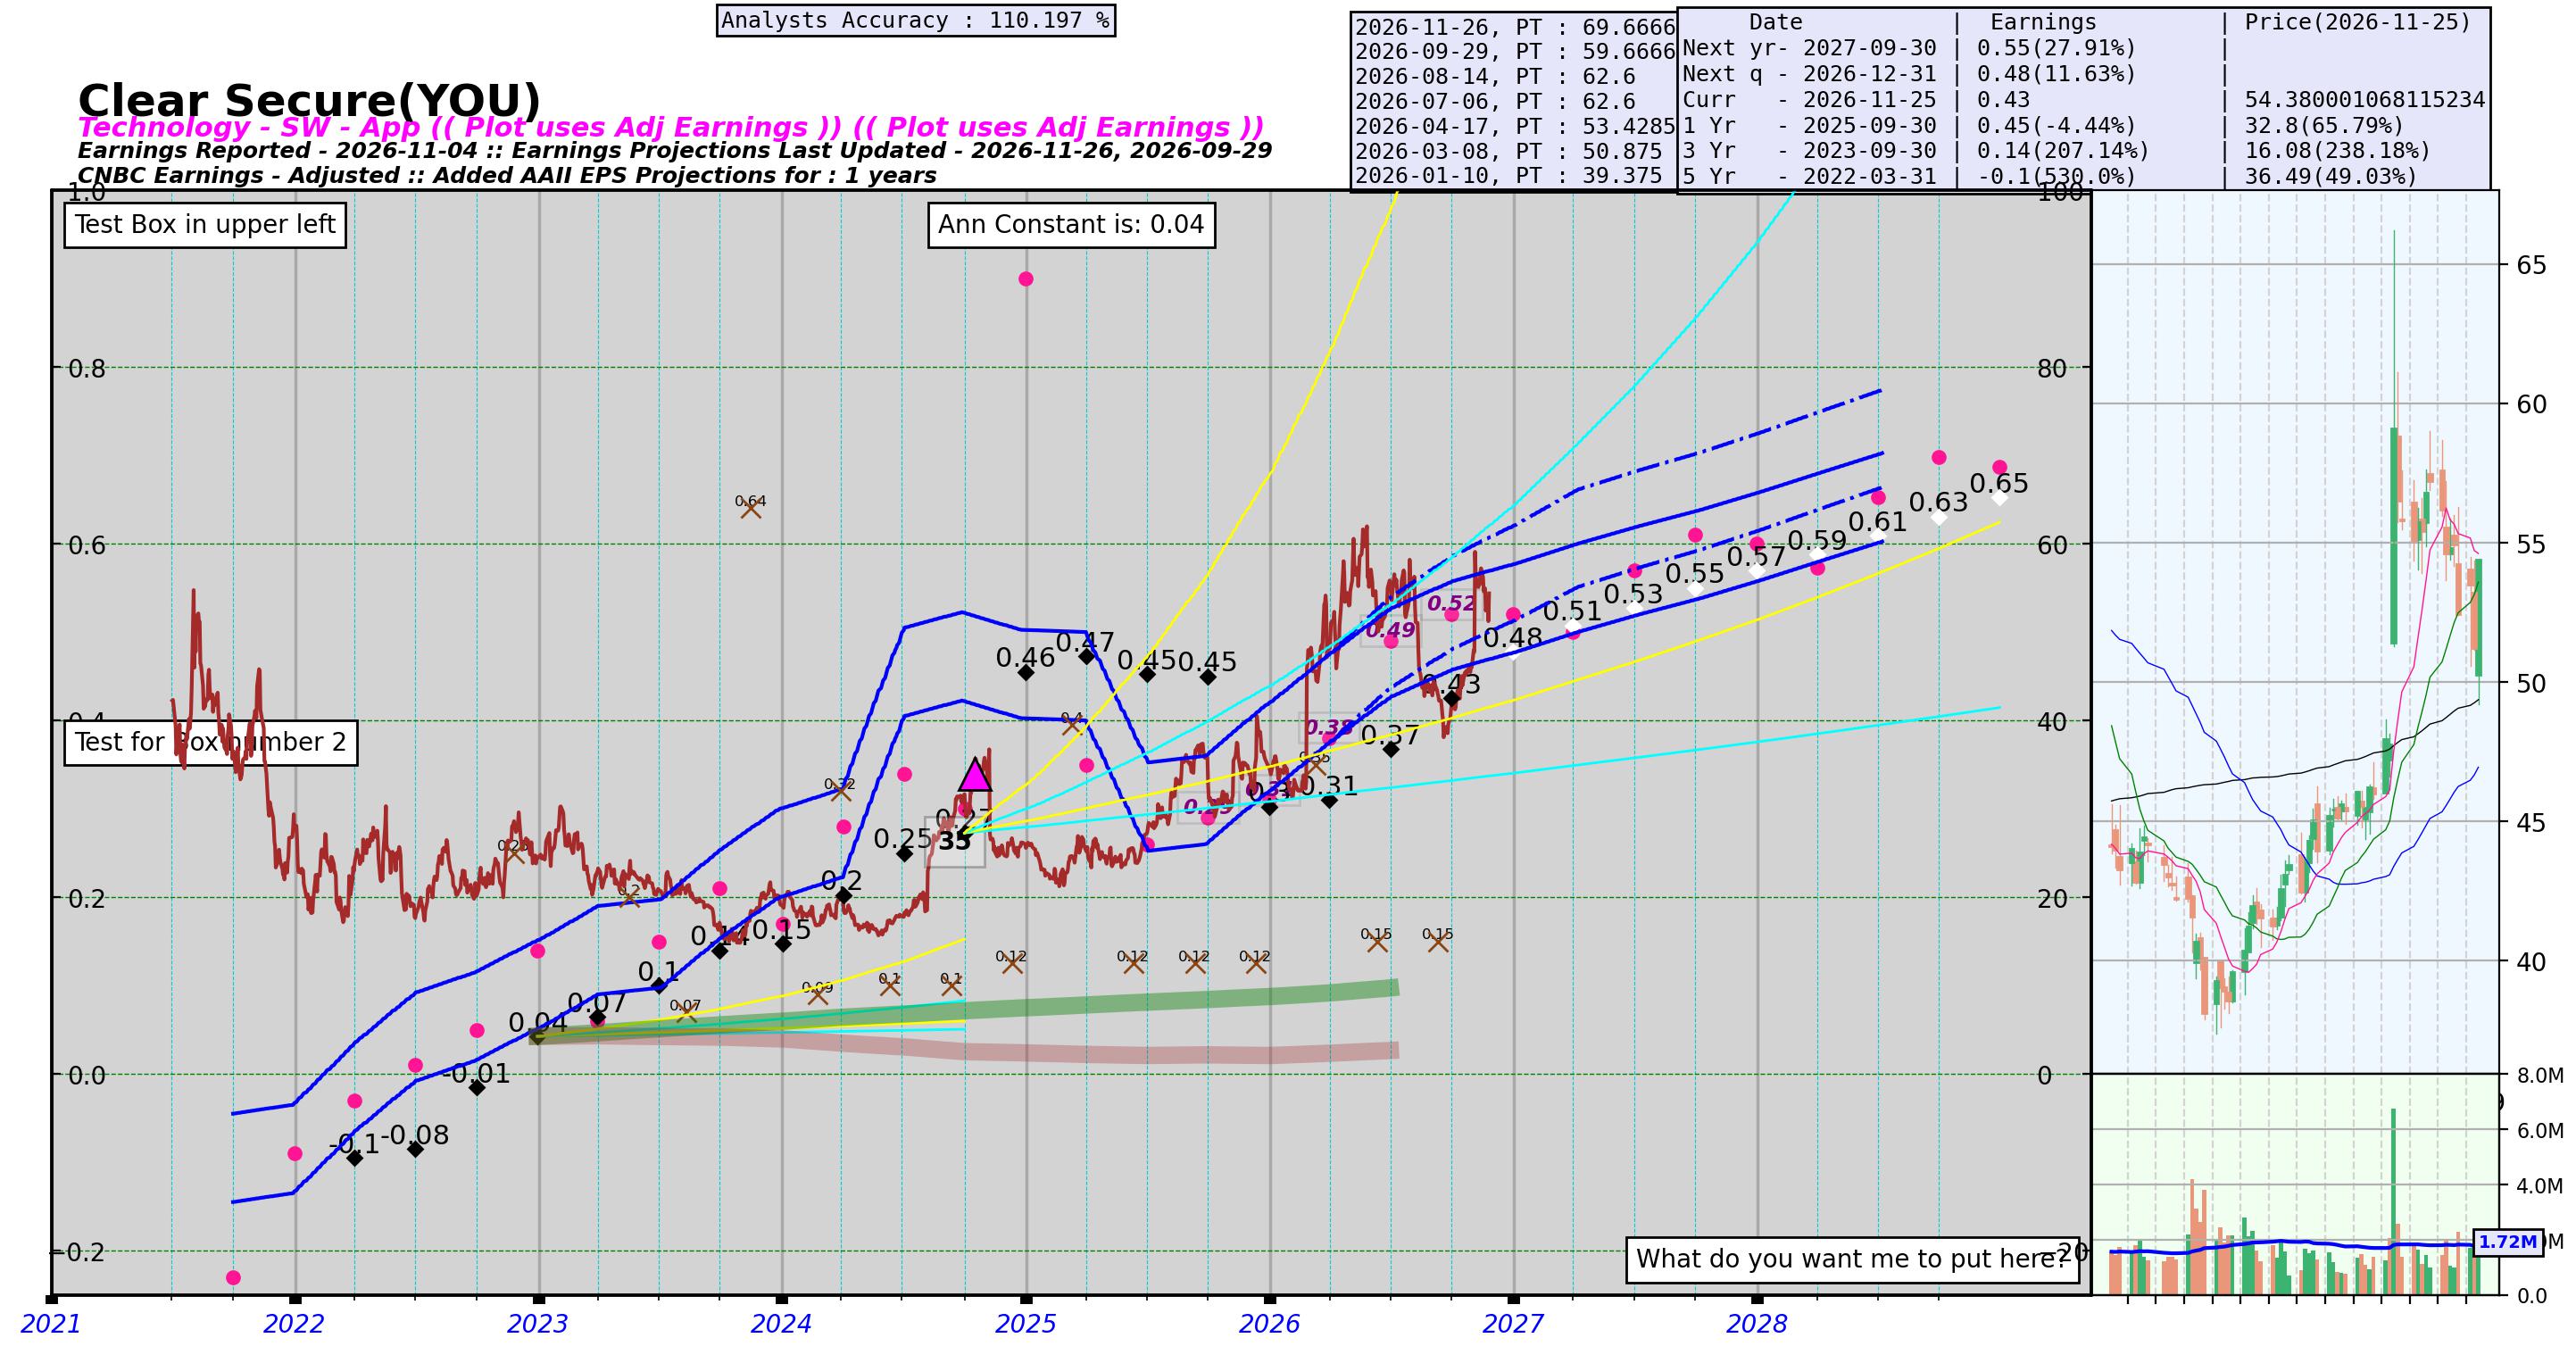 Analysts Accuracy : 110.197 %
2026-11-26, PT : 69.6666
2026-09-29, PT : 59.6666
2026-08-14, PT : 62.6
2026-07-06, PT : 62.6
2026-04-17, PT : 53.4285
2026-03-08, PT : 50.875
2026-01-10, PT : 39.375
Date | Earnings | Price(2026-11-25)
Next yr- 2027-09-30 | 0.55(27.91%) |
Next q - 2026-12-31 | 0.48(11.63%) |
Curr - 2026-11-25 | 0.43 | 54.380001068115234
1 Yr - 2025-09-30 | 0.45(-4.44%) | 32.8(65.79%)
3 Yr - 2023-09-30 | 0.14(207.14%) | 16.08(238.18%)
5 Yr - 2022-03-31 | -0.1(530.0%) | 36.49(49.03%)
Clear Secure(YOU)
Technology - SW - App (( Plot uses Adj Earnings )) (( Plot uses Adj Earnings ))
Earnings Reported - 2026-11-04 :: Earnings Projections Last Updated - 2026-11-26, 2026-09-29
CNBC Earnings - Adjusted :: Added AAII EPS Projections for : 1 years
1.0
100
Test Box in upper left
Ann Constant is: 0.04
65
0.8
80
60
0.65
0.64
0.63
0.61
0.6
60
0.59
55
0.57
0.55
0.53
0.52
0.51
0.49
0.48
0.47
0.46
0.45
0.45
50
0.43
0.4
0.4
40
Test for Box number 2
0.38
0.37
0.35
0.32
0.31
0.3
45
0.25
35
0.2
0.2
0.2
20
0.14
0.15
0.15
0.15
0.12
0.12
0.12
0.12
40
0.1
0.1
0.1
0.09
0.07
0.07
0.04
0.0
0
-0.01
8.0M
-0.1
-0.08
6.0M
4.0M
−0.2
−20
What do you want me to put here?
1.72M
0.0
2021
2022
2023
2024
2025
2026
2027
2028